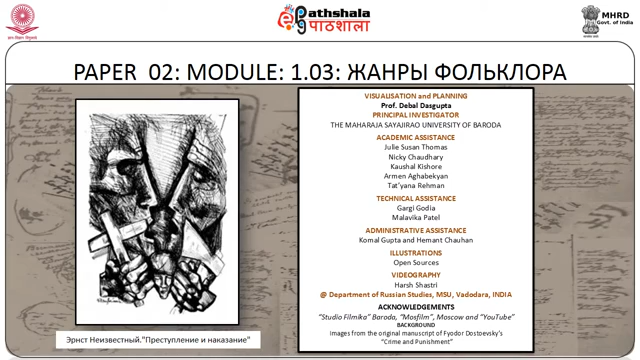 ePathshala
पाठशाला
MHRD
Govt. of India
PAPER 02: MODULE: 1.03: ЖАНРЫ ФОЛЬКЛОРА
Эрнст Неизвестный."Преступление и наказание"
VISUALISATION and PLANNING
Prof. Debal Dasgupta
PRINCIPAL INVESTIGATOR
THE MAHARAJA SAYAJIRAO UNIVERSITY OF BARODA
ACADEMIC ASSISTANCE
Julie Susan Thomas
Nicky Chaudhary
Kaushal Kishore
Armen Aghabekyan
Tat'yana Rehman
TECHNICAL ASSISTANCE
Gargi Godia
Malavika Patel
ADMINISTRATIVE ASSISTANCE
Komal Gupta and Hemant Chauhan
ILLUSTRATIONS
Open Sources
VIDEOGRAPHY
Harsh Shastri
@ Department of Russian Studies, MSU, Vadodara, INDIA
ACKNOWLEDGEMENTS
"Studio Filmika" Baroda, "Mosfilm", Moscow and "YouTube"
BACKGROUND
Images from the original manuscript of Fyodor Dostoevsky's
"Crime and Punishment"